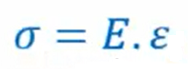 σ = E.ε